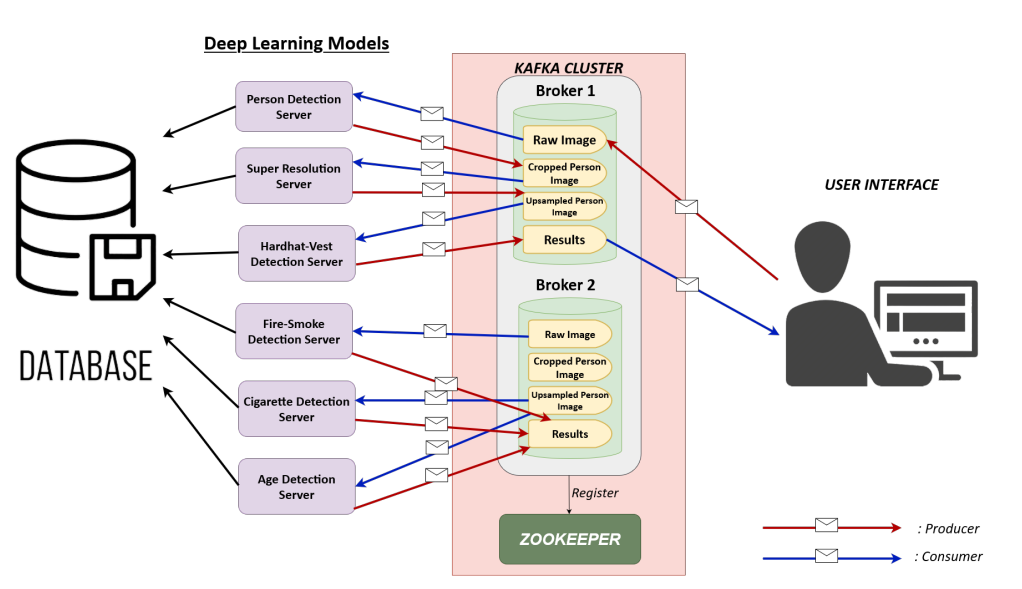 Deep Learning Models
Person Detection
Server
Super Resolution
Server
Hardhat-Vest
Detection Server
Fire-Smoke
Detection Server
Cigarette Detection
Server
Age Detection
Server
DATABASE
KAFKA CLUSTER
Broker 1
Raw Image
Cropped Person
Image
Upsampled Person
Image
Results
Broker 2
Raw Image
Cropped Person
Image
Upsampled Person
Image
Results
Register
ZOOKEEPER
USER INTERFACE
: Producer
: Consumer